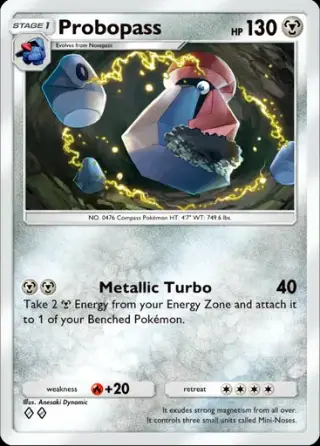 STAGE 1
Probopass
HP 130
Evolves from Nosepass
NO. 0476 Compass Pokémon HT: 4'7" WT: 749.6 lbs.
Metallic Turbo 40
Take 2 Energy from your Energy Zone and attach it
to 1 of your Benched Pokémon.
weakness +20 retreat
Illus. Anesaki Dynamic
It exudes strong magnetism from all over.
It controls three small units called Mini-Noses.